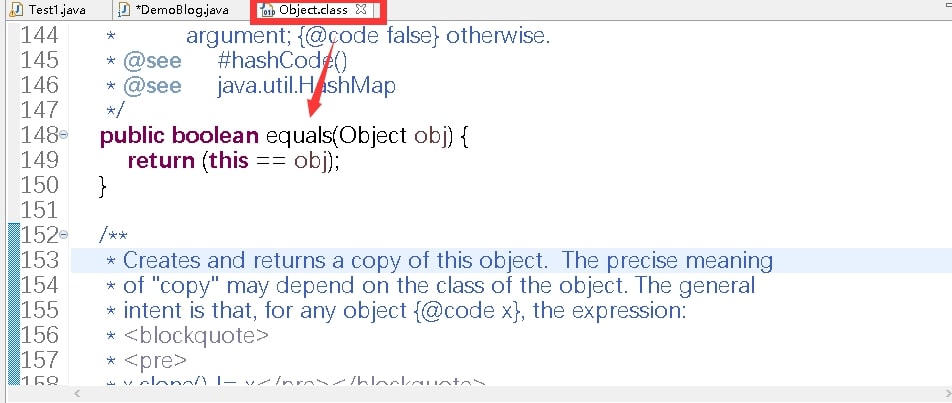 Test1.java *DemoBlog.java Object.class
144 * argument; {@code false} otherwise.
145 * @see #hashCode()
146 * @see java.util.HashMap
147 */
148 public boolean equals(Object obj) {
149 return (this == obj);
150 }
151
152 /**
153 * Creates and returns a copy of this object.  The precise meaning
154 * of "copy" may depend on the class of the object. The general
155 * intent is that, for any object {@code x}, the expression:
156 * <blockquote>
157 * <pre>
158 * x.clone() != x</pre></blockquote>